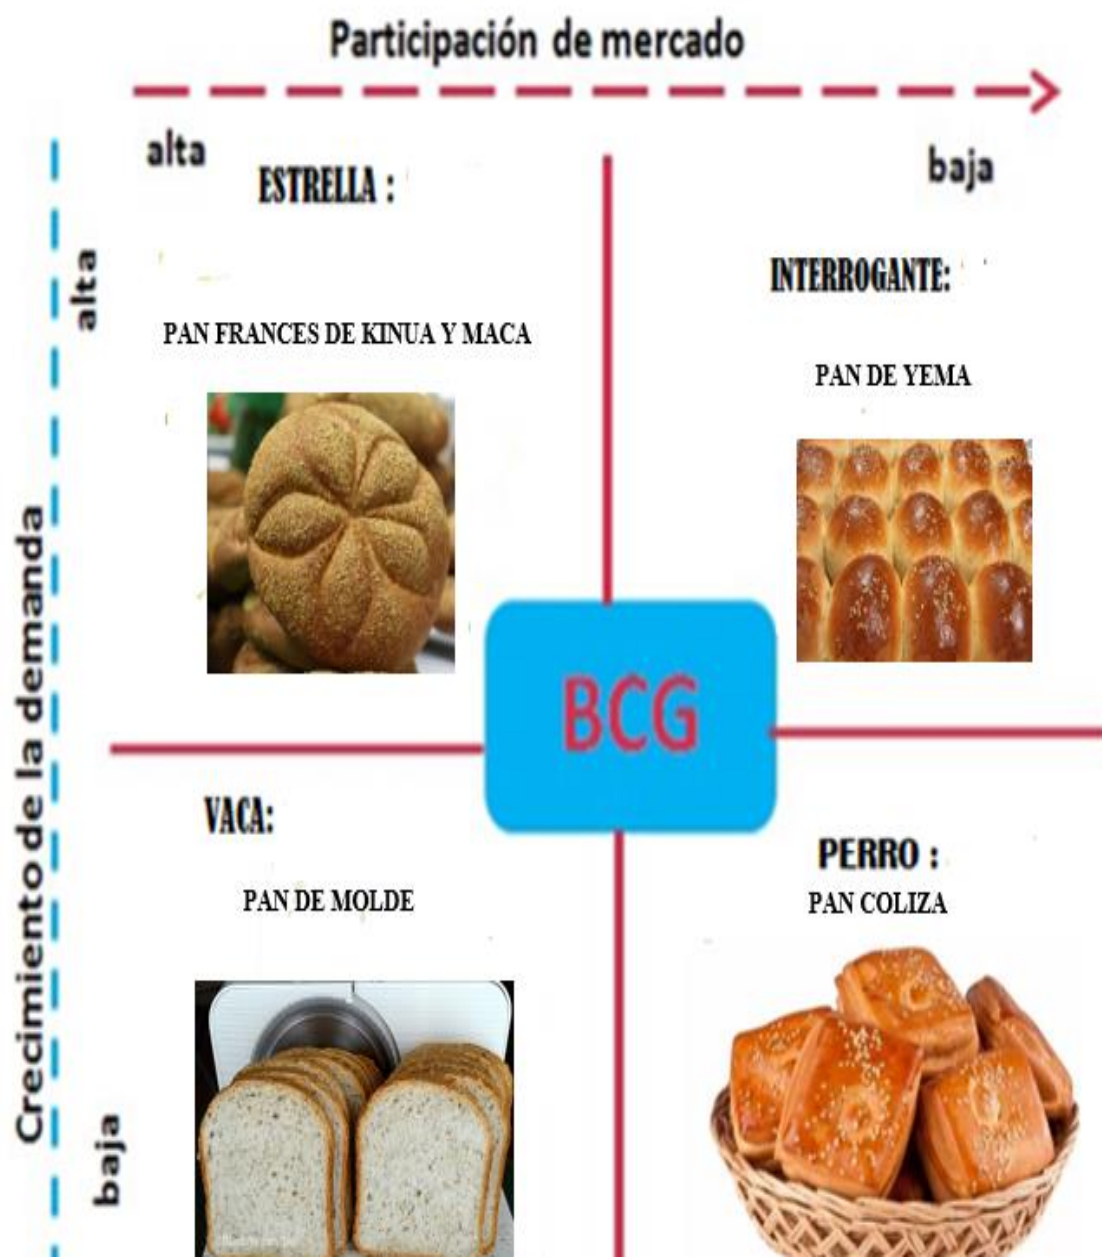 Participación de mercado
alta
baja
ESTRELLA :
INTERROGANTE:
alta
PAN FRANCES DE KINUA Y MACA
PAN DE YEMA
Crecimiento de la demanda
BCG
VACA:
PERRO :
PAN DE MOLDE
PAN COLIZA
baja